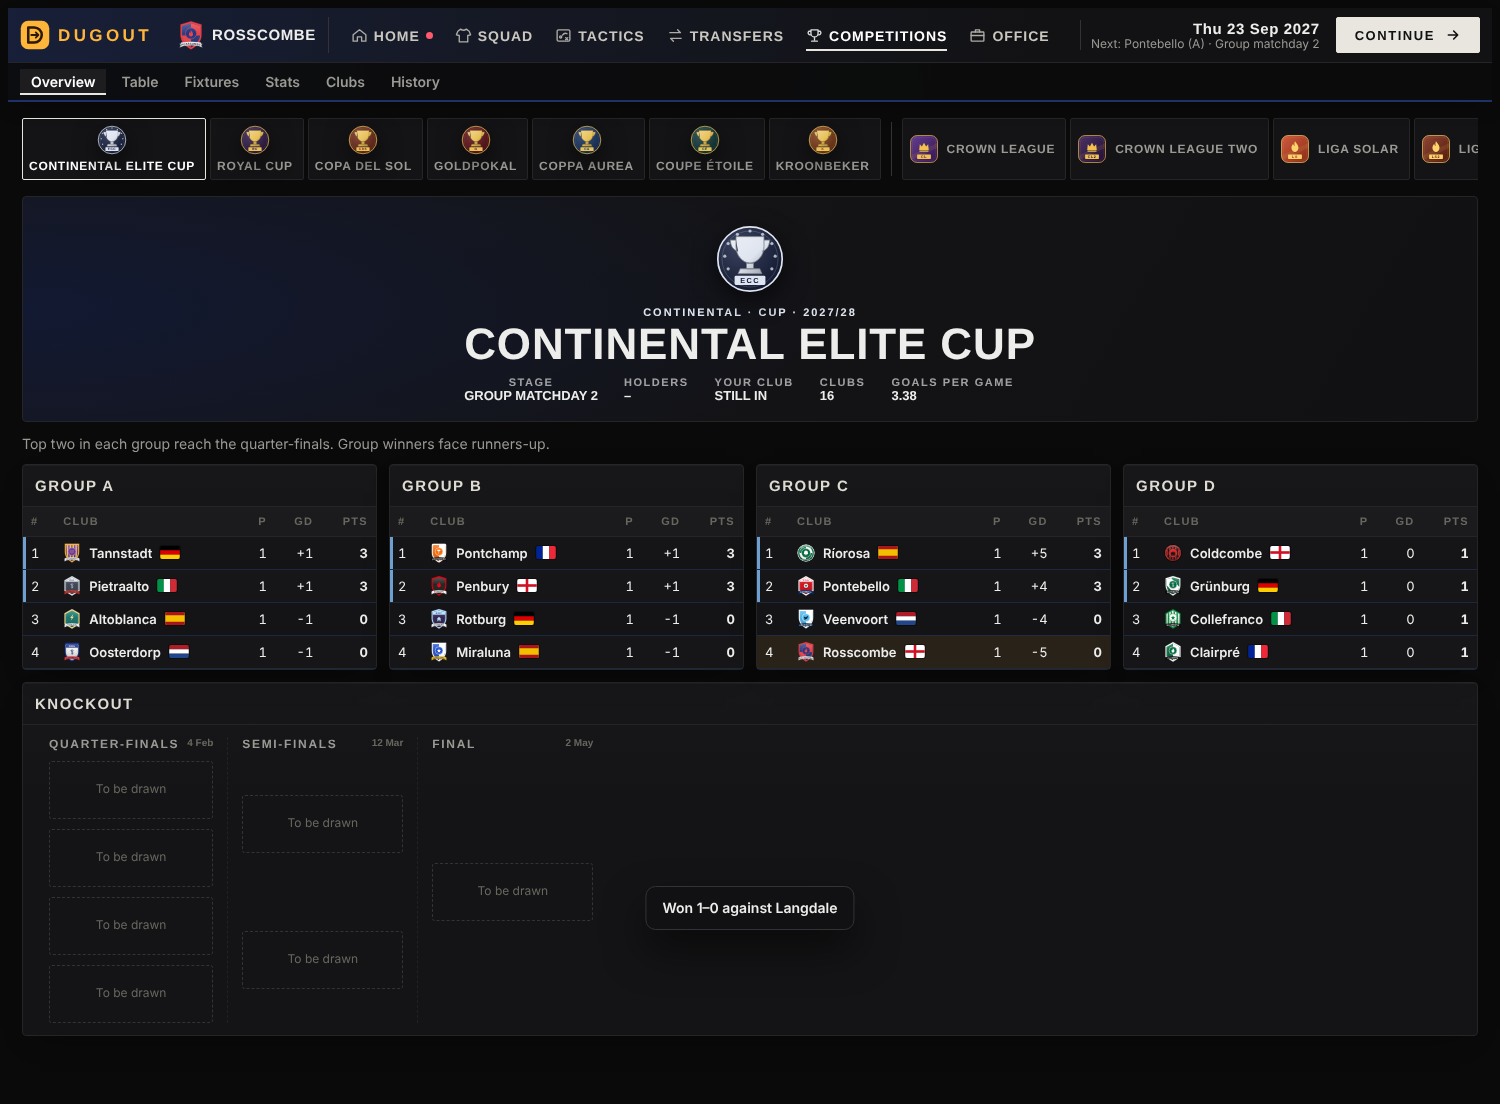 DUGOUT ROSSCOMBE HOME SQUAD TACTICS TRANSFERS COMPETITIONS OFFICE Thu 23 Sep 2027 CONTINUE
Next: Pontebello (A) · Group matchday 2
Overview Table Fixtures Stats Clubs History
CONTINENTAL ELITE CUP ROYAL CUP COPA DEL SOL GOLDPOKAL COPPA AUREA COUPE ÉTOILE KROONBEKER CROWN LEAGUE CROWN LEAGUE TWO LIGA SOLAR LIG
ECC
CONTINENTAL · CUP · 2027/28
CONTINENTAL ELITE CUP
STAGE HOLDERS YOUR CLUB CLUBS GOALS PER GAME
GROUP MATCHDAY 2 – STILL IN 16 3.38
Top two in each group reach the quarter-finals. Group winners face runners-up.
GROUP A
# CLUB P GD PTS
1 Tannstadt 1 +1 3
2 Pietraalto 1 +1 3
3 Altoblanca 1 -1 0
4 Oosterdorp 1 -1 0
GROUP B
# CLUB P GD PTS
1 Pontchamp 1 +1 3
2 Penbury 1 +1 3
3 Rotburg 1 -1 0
4 Miraluna 1 -1 0
GROUP C
# CLUB P GD PTS
1 Ríorosa 1 +5 3
2 Pontebello 1 +4 3
3 Veenvoort 1 -4 0
4 Rosscombe 1 -5 0
GROUP D
# CLUB P GD PTS
1 Coldcombe 1 0 1
2 Grünburg 1 0 1
3 Collefranco 1 0 1
4 Clairpré 1 0 1
KNOCKOUT
QUARTER-FINALS 4 Feb
To be drawn
To be drawn
To be drawn
To be drawn
SEMI-FINALS 12 Mar
To be drawn
To be drawn
FINAL 2 May
To be drawn
Won 1–0 against Langdale